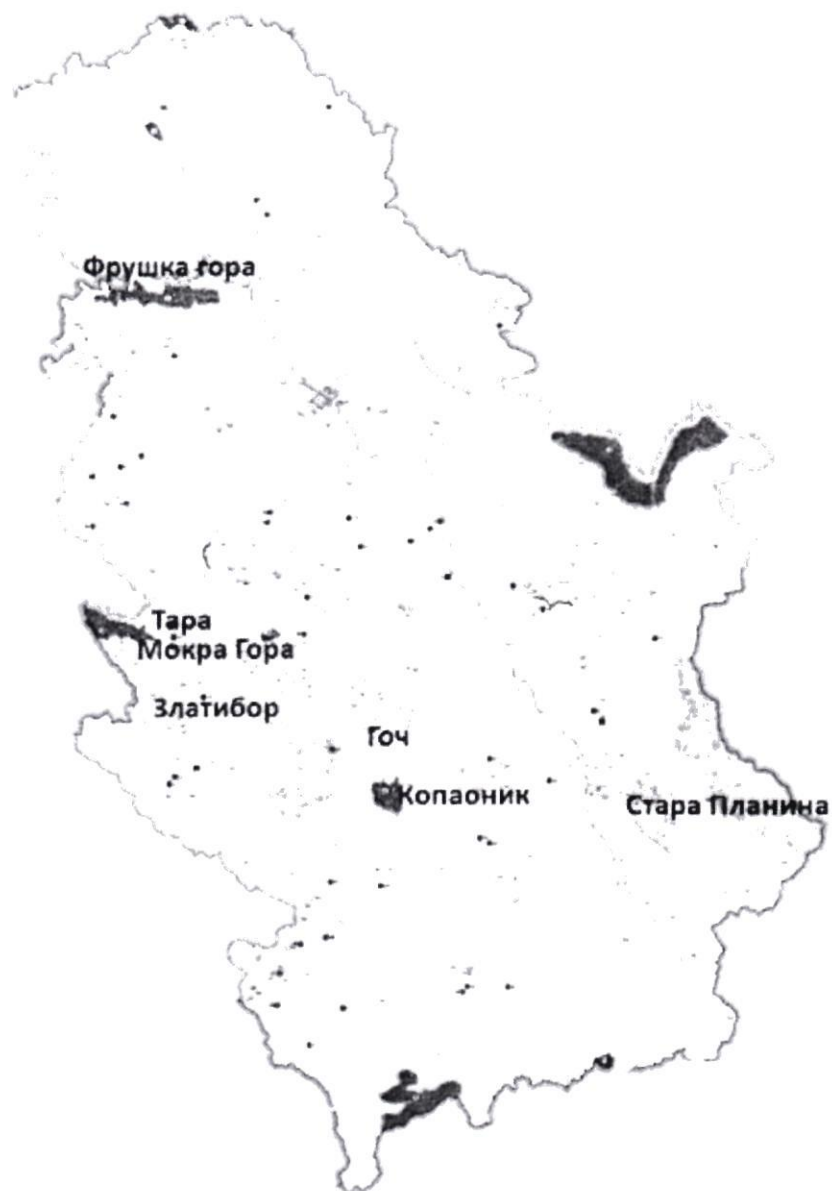 Фрушка гора
Тара
Мокра Гора
Златибор
Гоч
Копаоник
Стара Планина